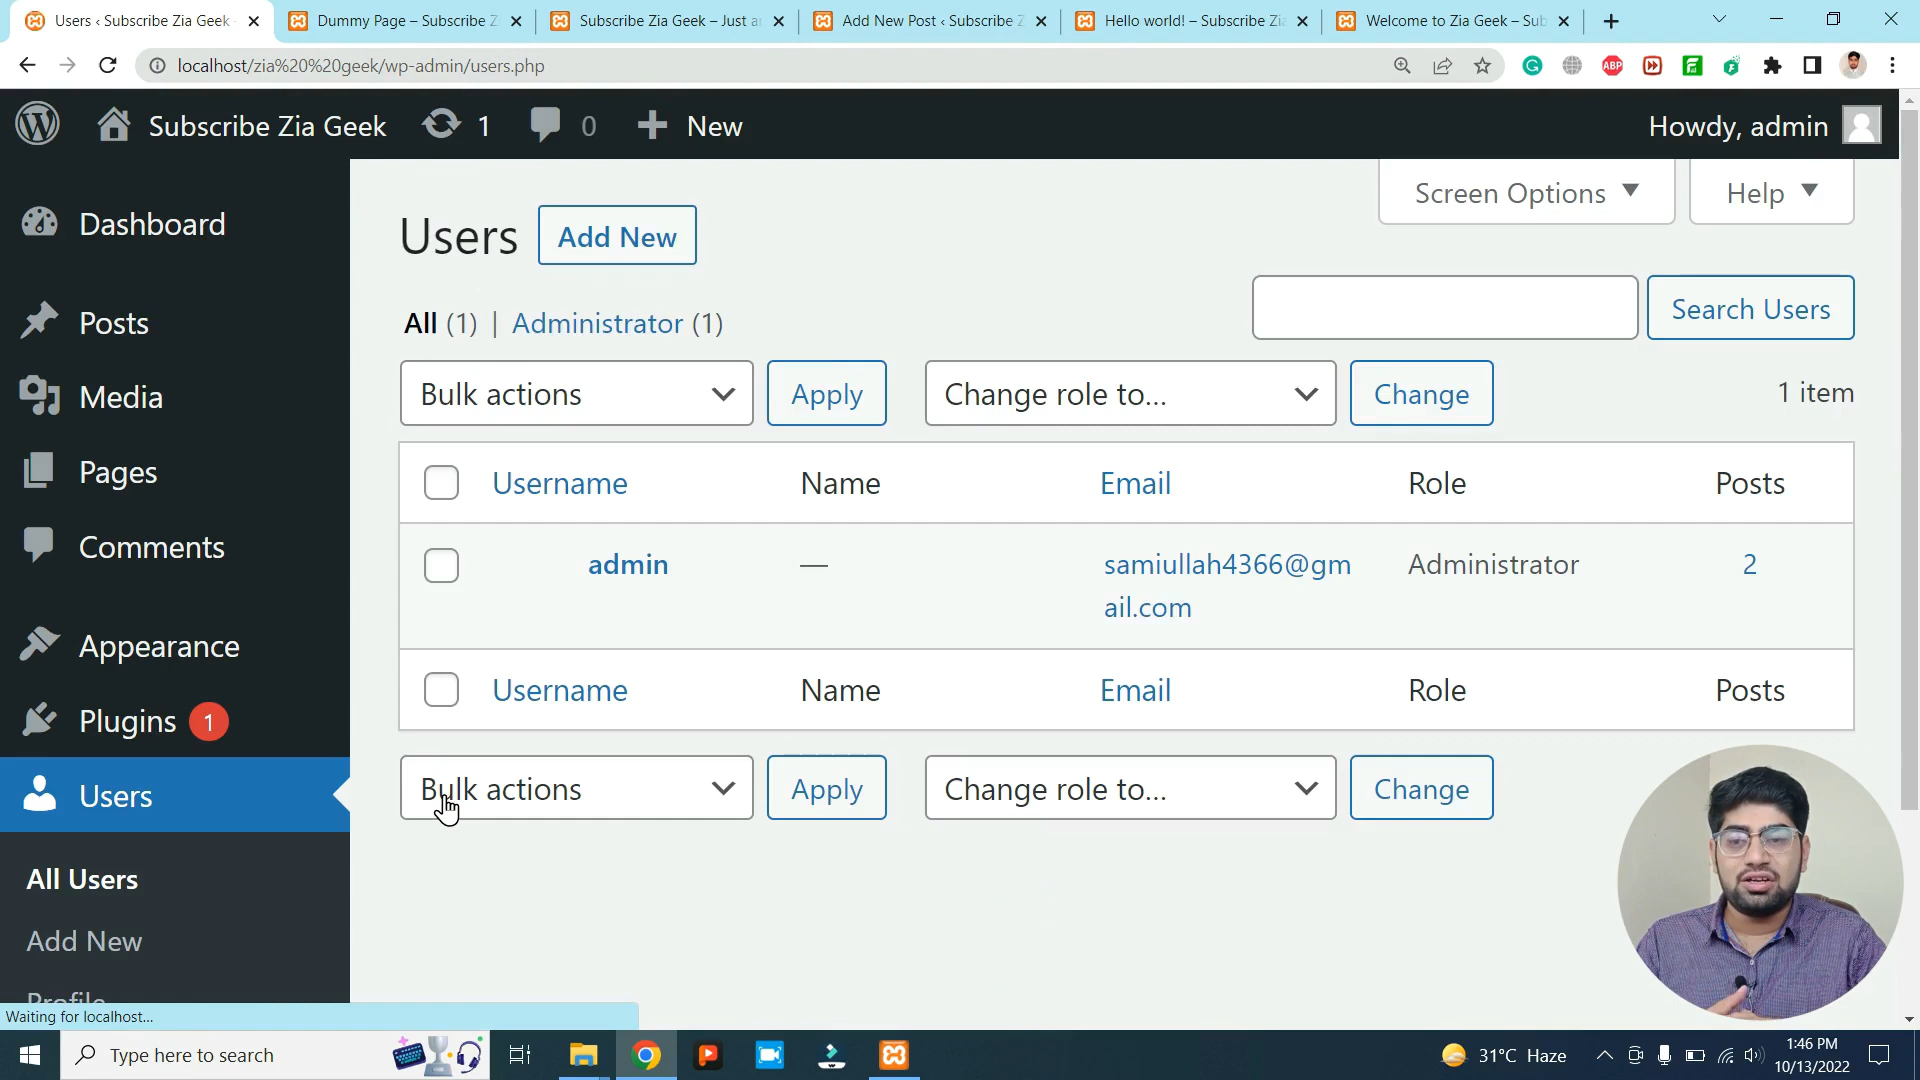 Users ‹ Subscribe Zia Geek
Dummy Page – Subscribe Z
Subscribe Zia Geek – Just a
Add New Post ‹ Subscribe Z
Hello world! – Subscribe Zia
Welcome to Zia Geek – Sub
localhost/zia%20%20geek/wp-admin/users.php
ABP
Subscribe Zia Geek
1
0
New
Howdy, admin
Screen Options
Help
Dashboard
Posts
Media
Pages
Comments
Appearance
Plugins 1
Users
All Users
Add New
Profile
Users Add New
Search Users
All (1) | Administrator (1)
Bulk actions Apply Change role to... Change 1 item
Username Name Email Role Posts
admin — samiullah4366@gm Administrator 2
ail.com
Username Name Email Role Posts
Bulk actions Apply Change role to... Change
Waiting for localhost...
Type here to search
31°C Haze
1:46 PM
10/13/2022